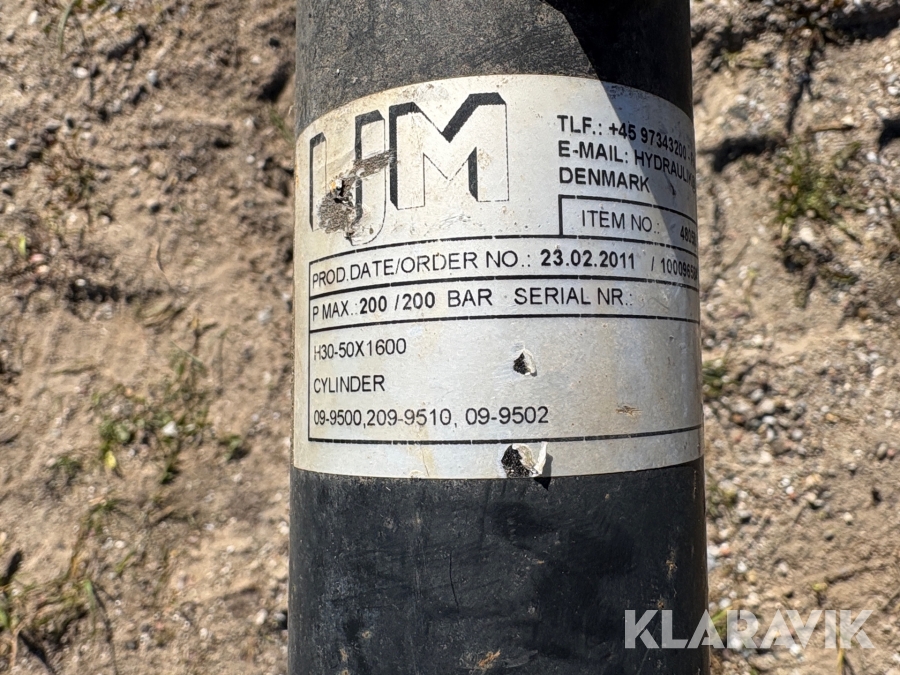 LJM
TLF.: +45 97343200
E-MAIL: HYDRAULIK
DENMARK
ITEM NO.:
PROD.DATE/ORDER NO.: 23.02.2011 /
P MAX.: 200 /200 BAR SERIAL NR.:
H30-50X1600
CYLINDER
09-9500,209-9510, 09-9502
KLARAVIK